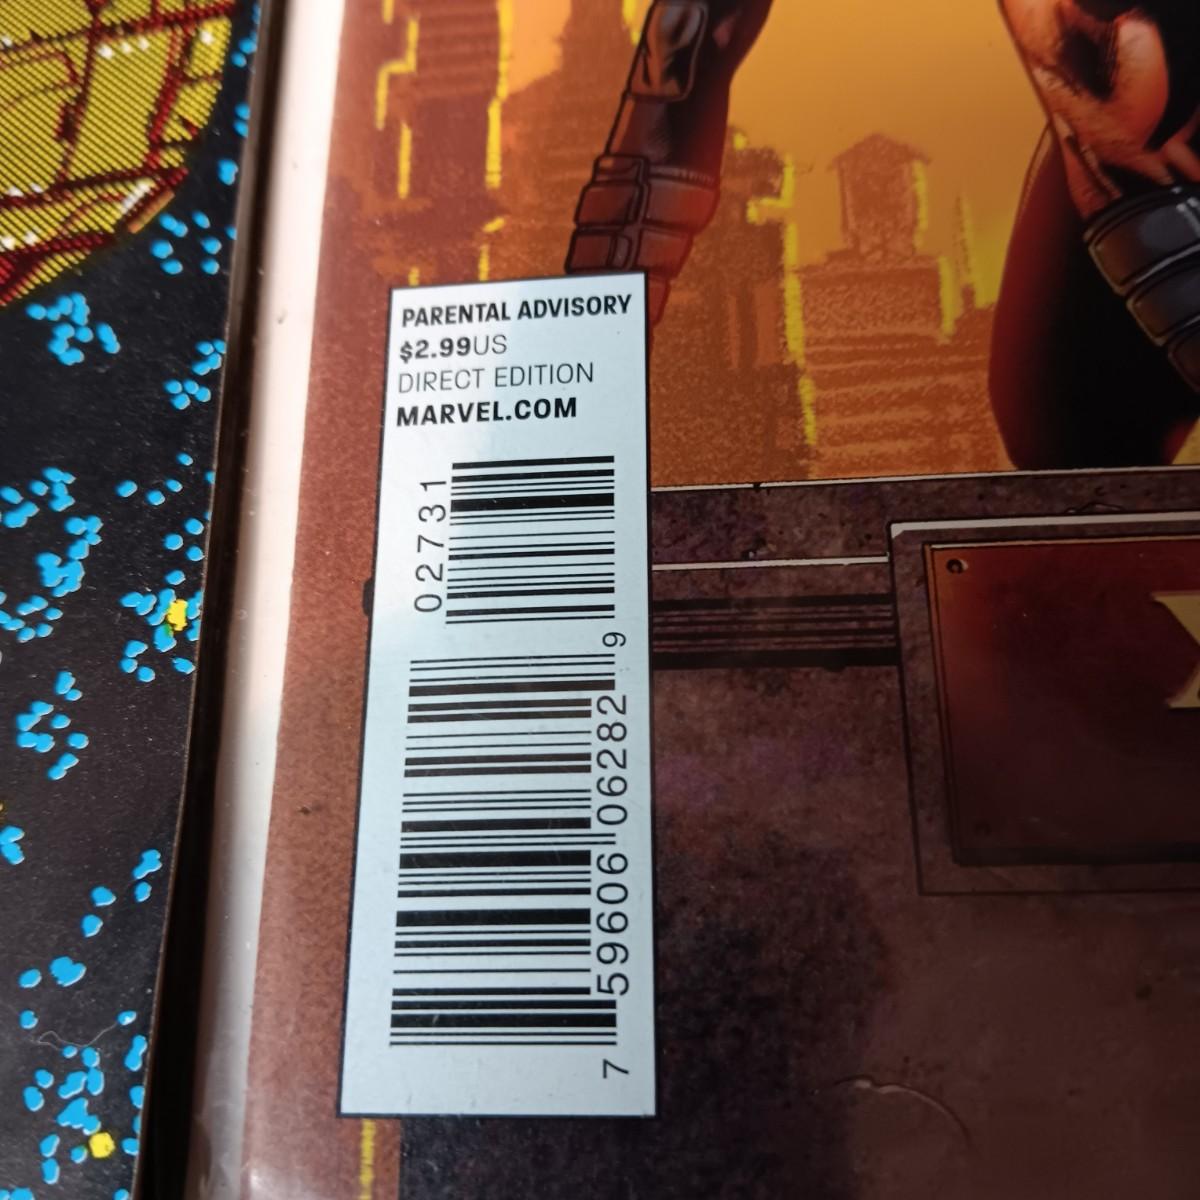 PARENTAL ADVISORY
$2.99US
DIRECT EDITION
MARVEL.COM
02731
7 59606 06282 9